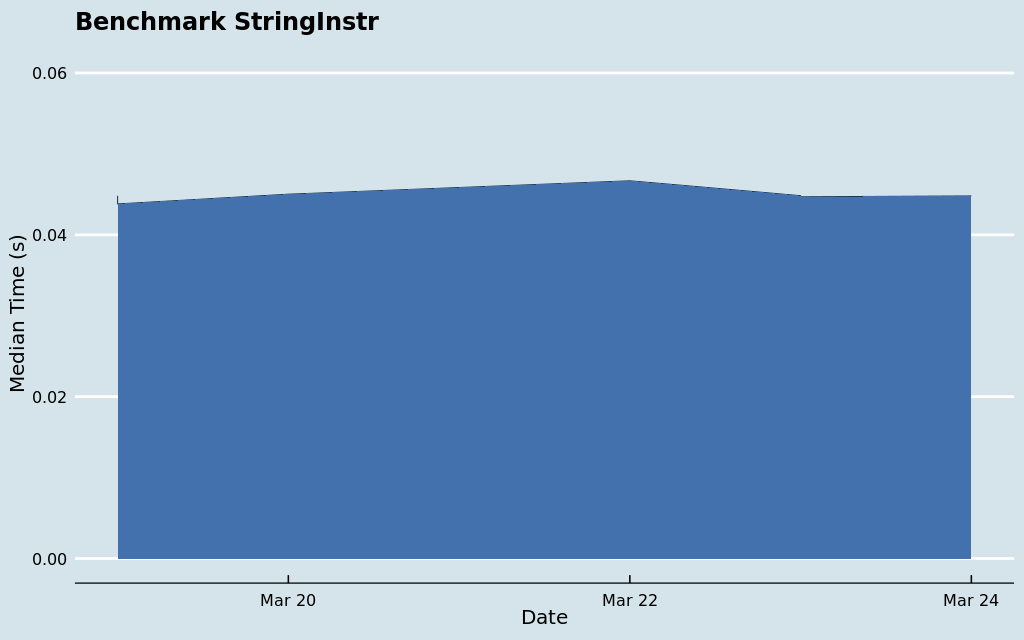 Benchmark StringInstr
0.06
0.04
0.02
0.00
Median Time (s)
Mar 20
Mar 22
Mar 24
Date